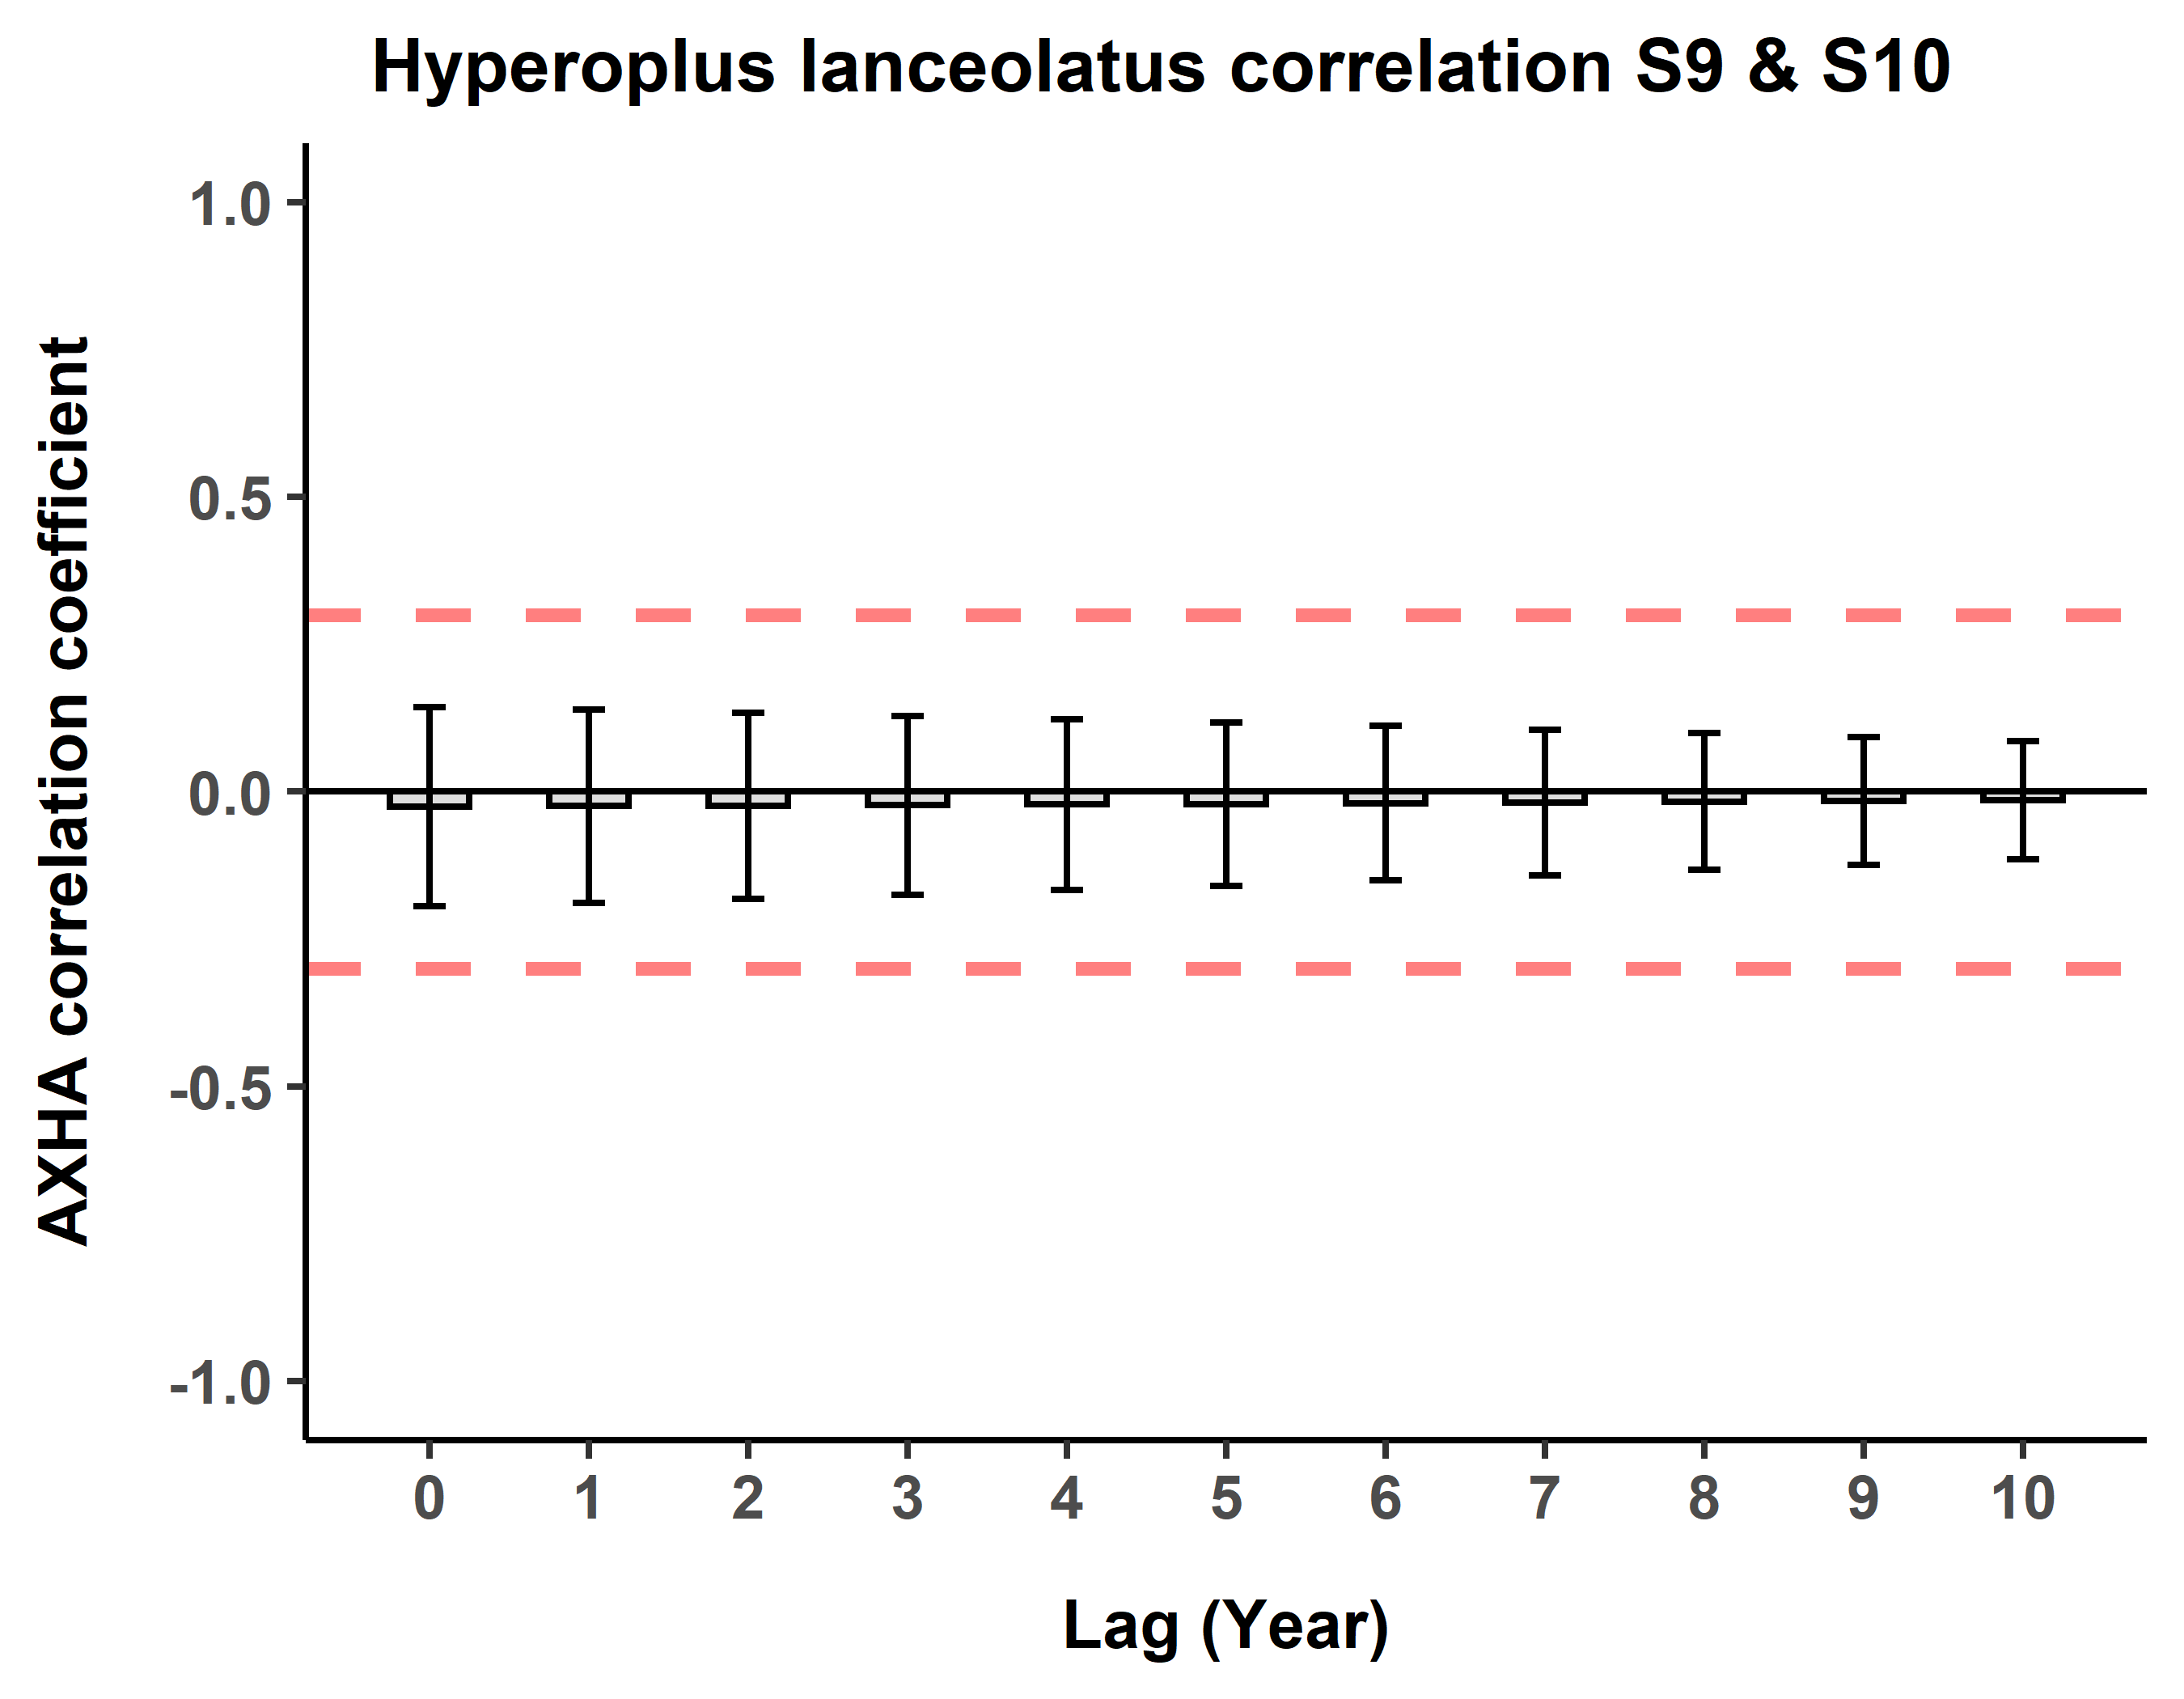 Hyperoplus lanceolatus correlation S9 & S10
AXHA correlation coefficient
1.0
0.5
0.0
-0.5
-1.0
0 1 2 3 4 5 6 7 8 9 10
Lag (Year)